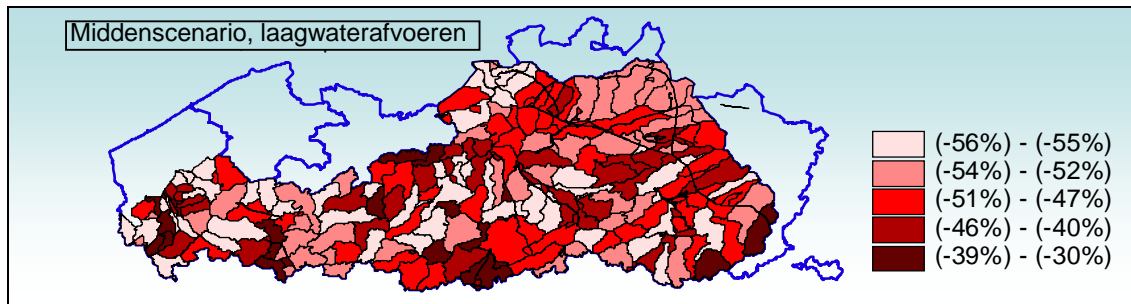 Middenscenario, laagwaterafvoeren
(-56%) - (-55%)
(-54%) - (-52%)
(-51%) - (-47%)
(-46%) - (-40%)
(-39%) - (-30%)